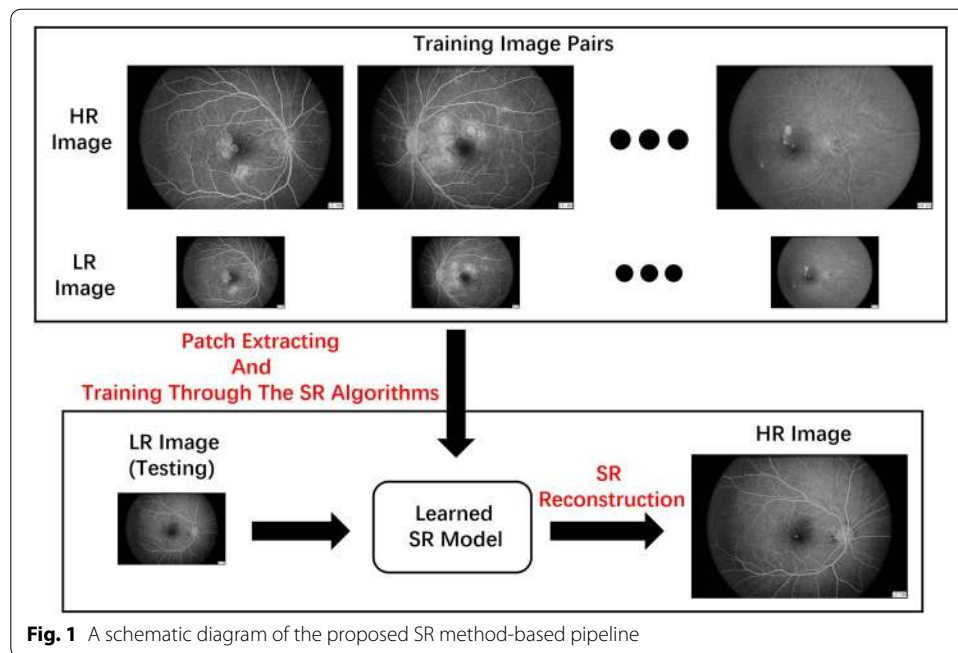 Training Image Pairs
HR
Image
LR
Image
Patch Extracting
And
Training Through The SR Algorithms
LR Image
(Testing)
HR Image
SR
Reconstruction
Learned
SR Model
Fig. 1 A schematic diagram of the proposed SR method-based pipeline